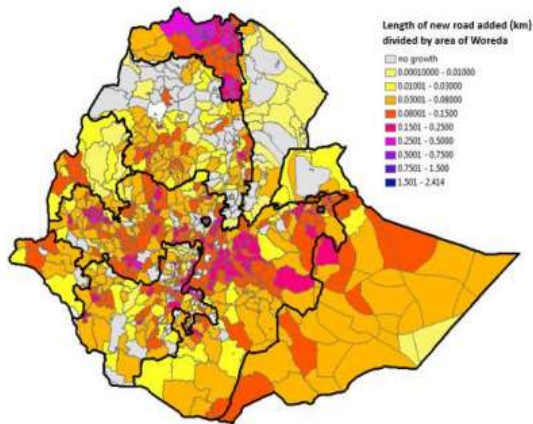 Length of new road added (km)
divided by area of Woreda
no growth
0.00010000 - 0.01000
0.01001 - 0.03000
0.03001 - 0.08000
0.08001 - 0.1500
0.1501 - 0.2500
0.2501 - 0.5000
0.5001 - 0.7500
0.7501 - 1.500
1.501 - 2.414